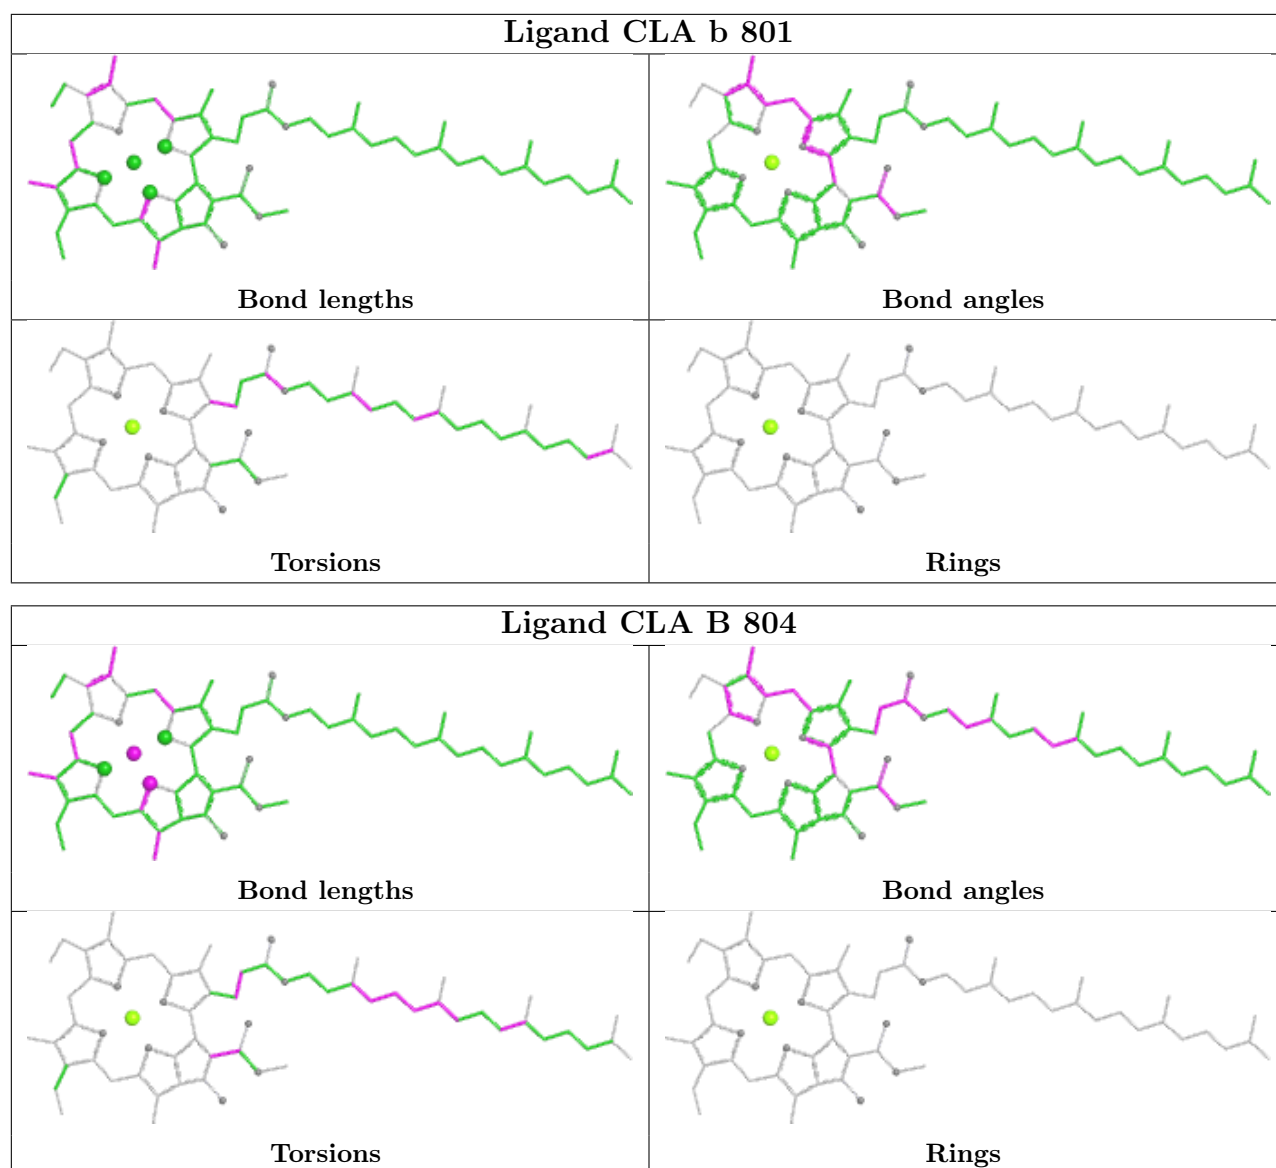 Ligand CLA b 801
Bond lengths
Bond angles
Torsions
Rings
Ligand CLA B 804
Bond lengths
Bond angles
Torsions
Rings